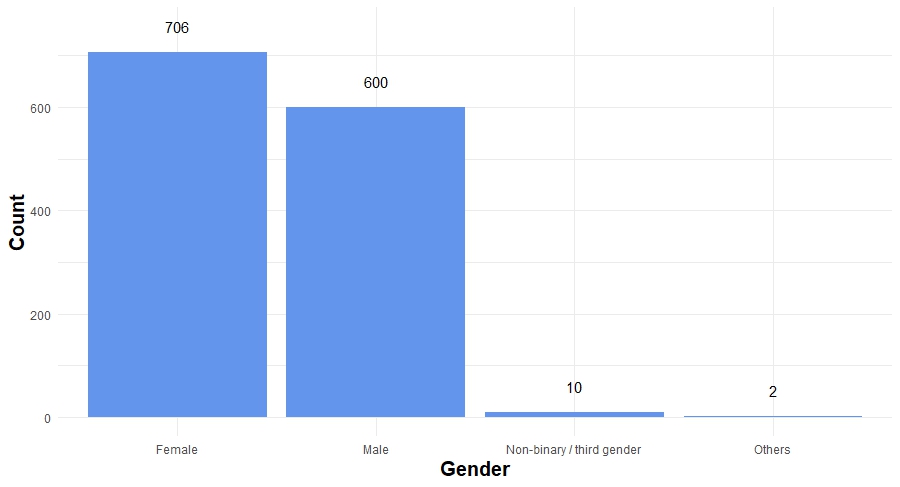 706
600
10
2
Count
600
400
200
0
Female
Male
Non-binary / third gender
Others
Gender